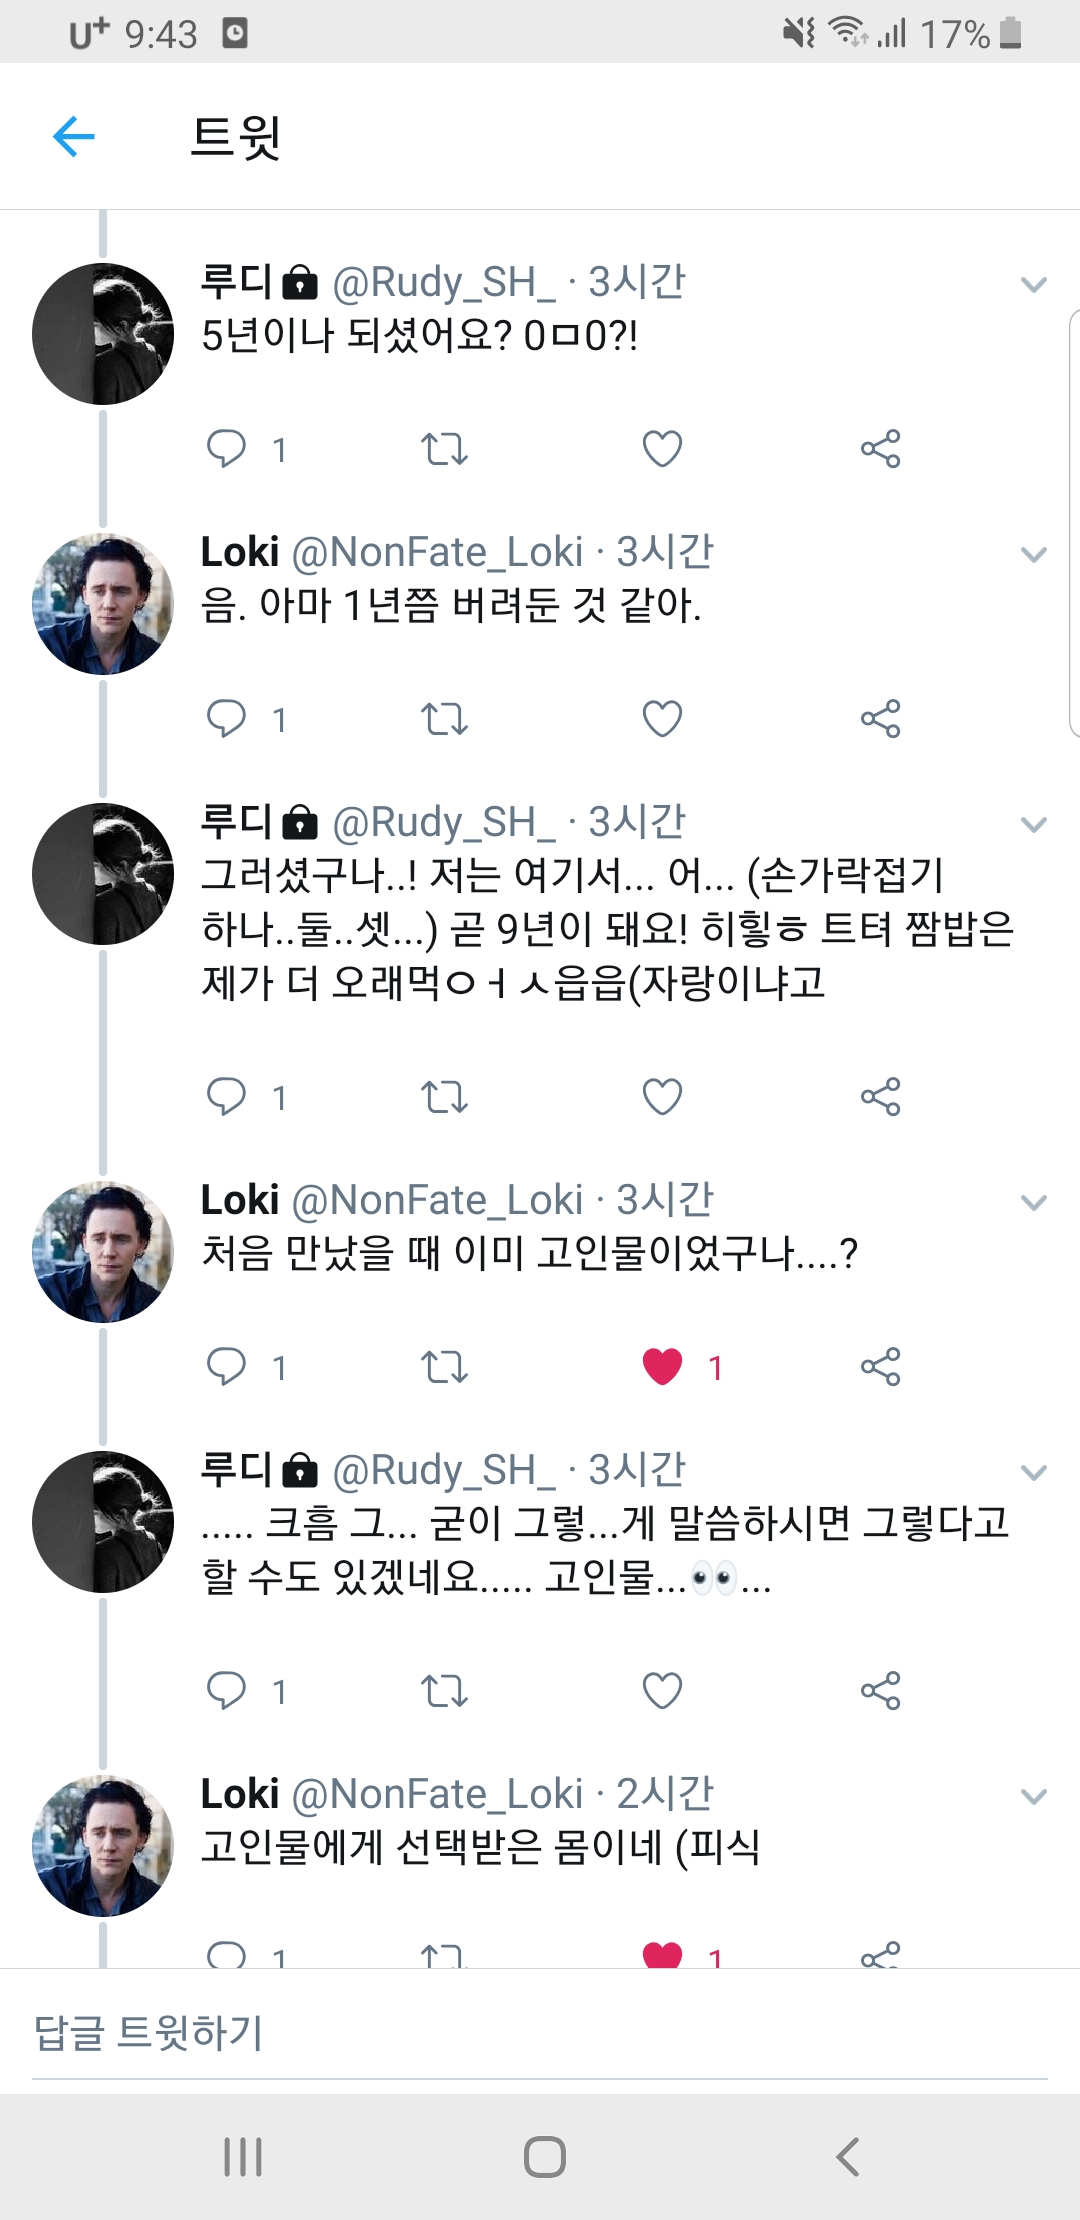 U+ 9:43 17%
트윗
루디 @Rudy_SH_ · 3시간
5년이나 되셨어요? 0ㅁ0?!
1
Loki @NonFate_Loki · 3시간
음. 아마 1년쯤 버려둔 것 같아.
1
루디 @Rudy_SH_ · 3시간
그러셨구나..! 저는 여기서... 어... (손가락접기
하나..둘..셋...) 곧 9년이 돼요! 히힣ㅎ 트텨 짬밥은
제가 더 오래먹ㅇㅓㅅ읍읍(자랑이냐고
1
Loki @NonFate_Loki · 3시간
처음 만났을 때 이미 고인물이었구나....?
1 1
루디 @Rudy_SH_ · 3시간
..... 크흠 그... 굳이 그렇...게 말씀하시면 그렇다고
할 수도 있겠네요..... 고인물...👀...
1
Loki @NonFate_Loki · 2시간
고인물에게 선택받은 몸이네 (피식
1 1
답글 트윗하기